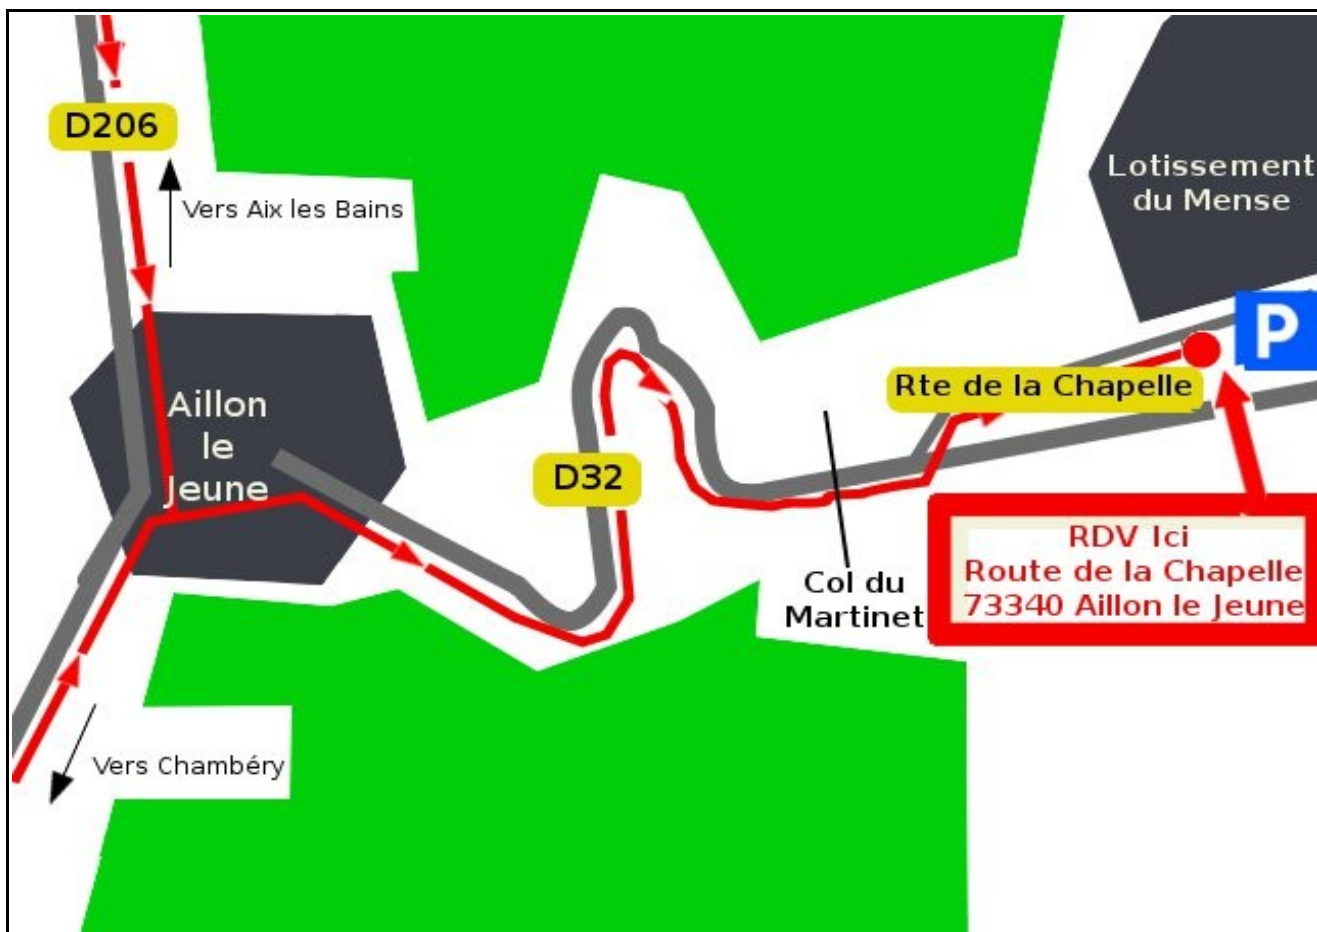 D206
Vers Aix les Bains
Lotissement
du Mense
P
Aillon
le
Jeune
Rte de la Chapelle
D32
Col du
Martinet
RDV Ici
Route de la Chapelle
73340 Aillon le Jeune
Vers Chambéry